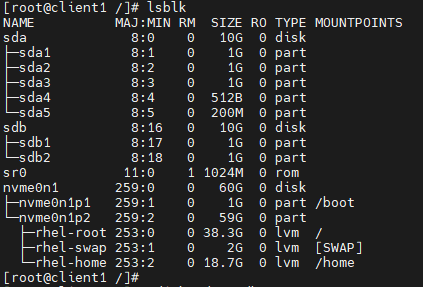 [root@client1 /]# lsblk
NAME          MAJ:MIN RM  SIZE RO TYPE MOUNTPOINTS
sda             8:0    0   10G  0 disk
├─sda1          8:1    0    1G  0 part
├─sda2          8:2    0    1G  0 part
├─sda3          8:3    0    1G  0 part
├─sda4          8:4    0  512B  0 part
└─sda5          8:5    0  200M  0 part
sdb             8:16   0   10G  0 disk
├─sdb1          8:17   0    1G  0 part
└─sdb2          8:18   0    1G  0 part
sr0            11:0    1 1024M  0 rom
nvme0n1       259:0    0   60G  0 disk
├─nvme0n1p1   259:1    0    1G  0 part /boot
└─nvme0n1p2   259:2    0   59G  0 part
  ├─rhel-root 253:0    0 38.3G  0 lvm  /
  ├─rhel-swap 253:1    0    2G  0 lvm  [SWAP]
  └─rhel-home 253:2    0 18.7G  0 lvm  /home
[root@client1 /]#